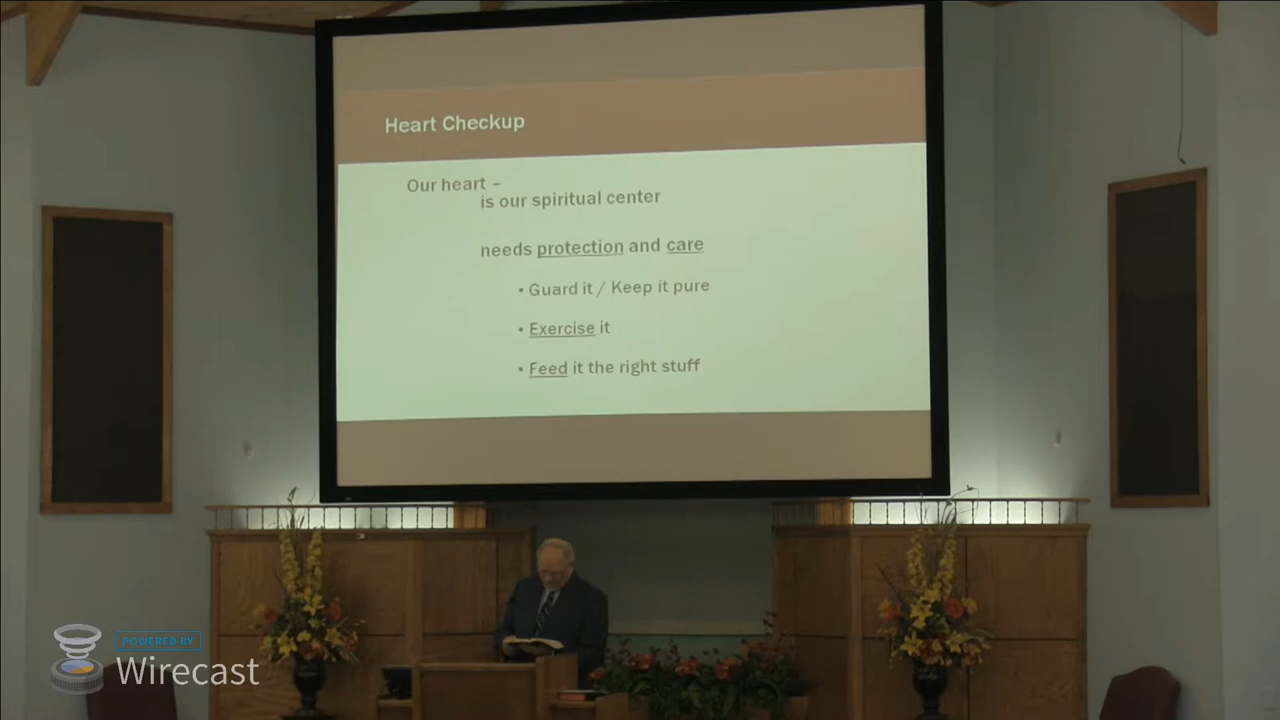 Heart Checkup
Our heart –
is our spiritual center
needs protection and care
• Guard it / Keep it pure
• Exercise it
• Feed it the right stuff
POWERED BY
Wirecast